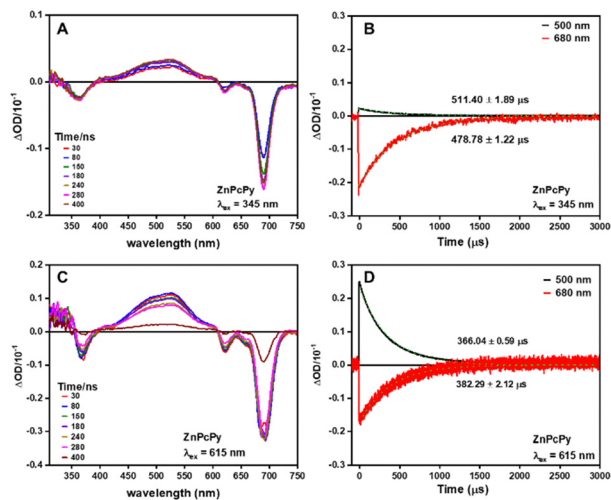 A
0.1
0.0
-0.1
-0.2
ΔOD/10⁻¹
Time/ns
30
80
150
180
240
280
400
ZnPcPy
λex = 345 nm
350 400 450 500 550 600 650 700 750
wavelength (nm)
B
500 nm
680 nm
0.3
0.2
0.1
0.0
-0.1
-0.2
-0.3
ΔOD/10⁻¹
511.40 ± 1.89 μs
478.78 ± 1.22 μs
ZnPcPy
λex = 345 nm
0 500 1000 1500 2000 2500 3000
Time (μs)
C
0.2
0.1
0.0
-0.1
-0.2
-0.3
-0.4
ΔOD/10⁻¹
Time/ns
30
80
150
180
240
280
400
ZnPcPy
λex = 615 nm
350 400 450 500 550 600 650 700 750
wavelength (nm)
D
500 nm
680 nm
0.3
0.2
0.1
0.0
-0.1
-0.2
-0.3
ΔOD/10⁻¹
366.04 ± 0.59 μs
382.29 ± 2.12 μs
ZnPcPy
λex = 615 nm
0 500 1000 1500 2000 2500 3000
Time (μs)